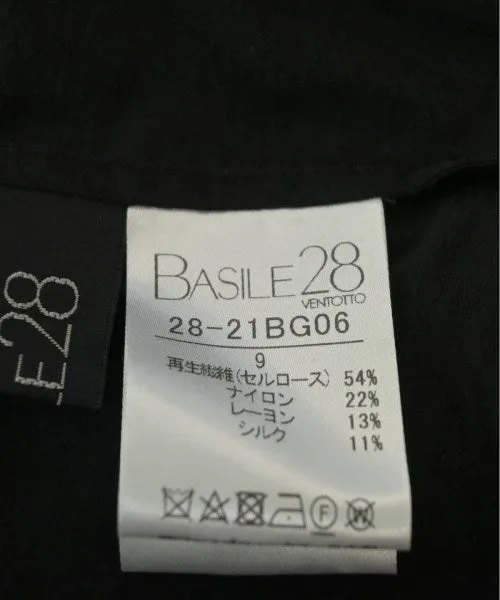 BASILE28
VENTOTTO
28-21BG06
9
再生繊維(セルロース) 54%
ナイロン 22%
レーヨン 13%
シルク 11%
F
W
LE28